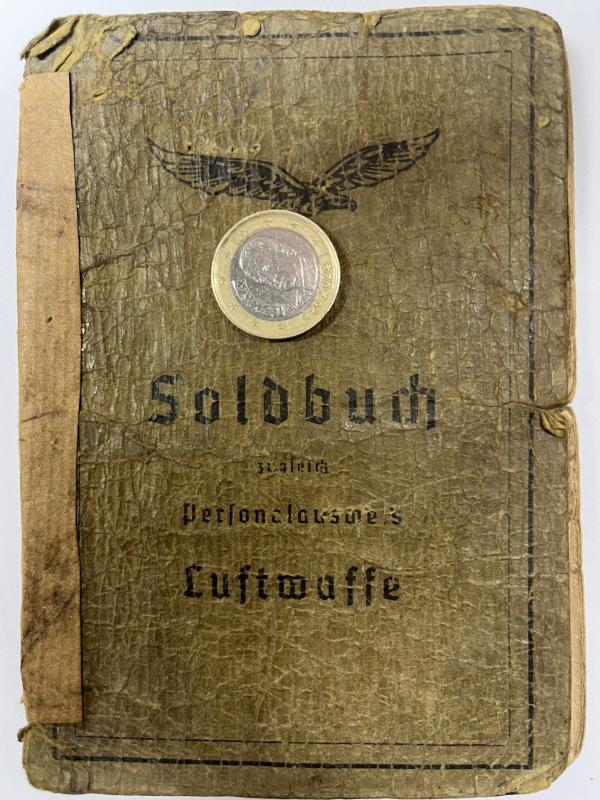 Soldbuch
zugleich
Personalausweis
Luftwaffe